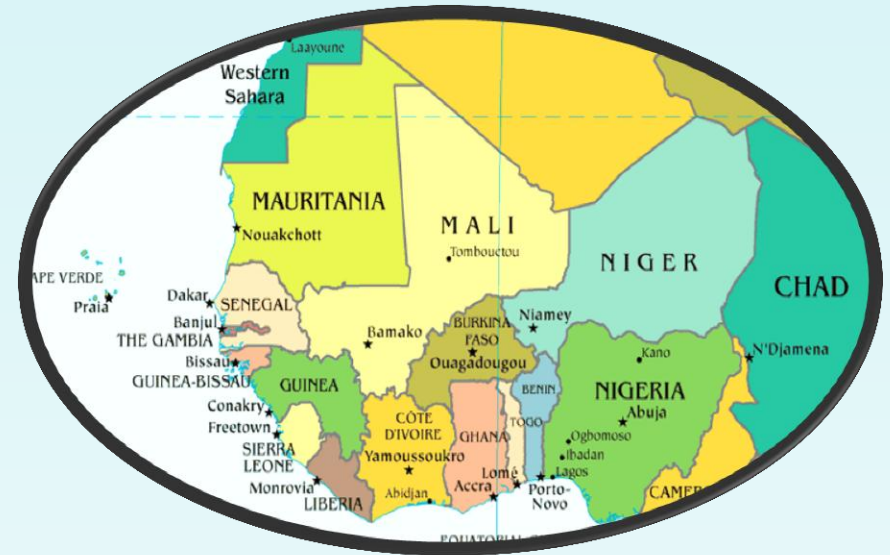 Laayoune
Western
Sahara
MAURITANIA
Nouakchott
MALI
Tombouctou
NIGER
CHAD
APE VERDE
Praia
Dakar
SENEGAL
Banjul
THE GAMBIA
Bissau
GUINEA-BISSAU
Bamako
BURKINA
FASO
Ouagadougou
Niamey
N'Djamena
Kano
NIGERIA
Abuja
GUINEA
Conakry
Freetown
SIERRA
LEONE
Monrovia
LIBERIA
CÔTE
D'IVOIRE
Yamoussoukro
Abidjan
GHANA
Accra
TOGO
Lomé
BENIN
Porto-
Novo
Ogbomoso
Ibadan
Lagos
CAMERO